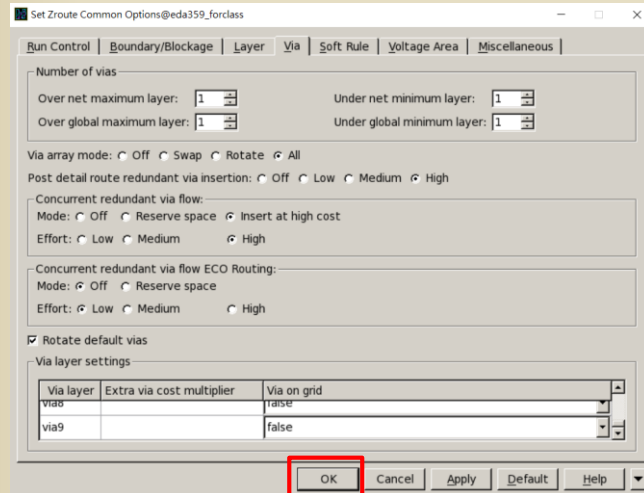 Set Zroute Common Options@eda359_forclass
Run Control Boundary/Blockage Layer Via Soft Rule Voltage Area Miscellaneous
Number of vias
Over net maximum layer: 1 Under net minimum layer: 1
Over global maximum layer: 1 Under global minimum layer: 1
Via array mode: Off Swap Rotate All
Post detail route redundant via insertion: Off Low Medium High
Concurrent redundant via flow:
Mode: Off Reserve space Insert at high cost
Effort: Low Medium High
Concurrent redundant via flow ECO Routing:
Mode: Off Reserve space
Effort: Low Medium High
Rotate default vias
Via layer settings
Via layer Extra via cost multiplier Via on grid
via8 false
via9 false
OK Cancel Apply Default Help